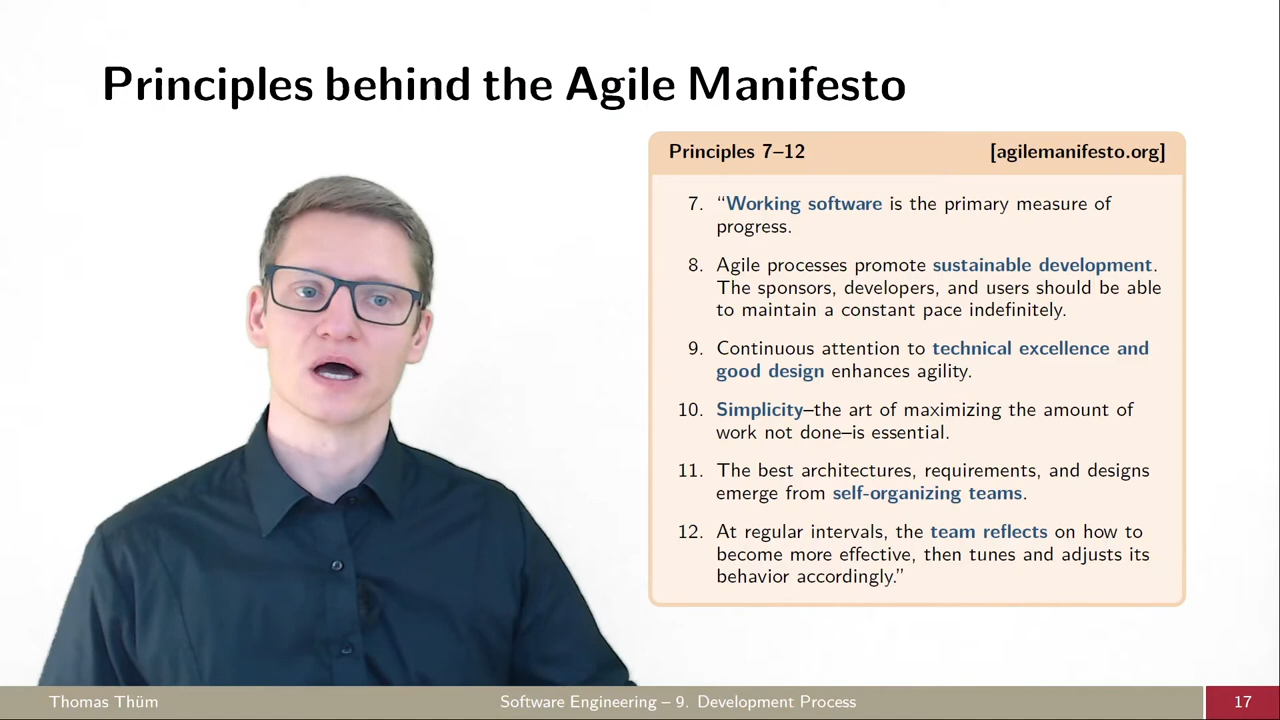 Principles behind the Agile Manifesto
Principles 7–12 [agilemanifesto.org]
7. “Working software is the primary measure of
progress.
8. Agile processes promote sustainable development.
The sponsors, developers, and users should be able
to maintain a constant pace indefinitely.
9. Continuous attention to technical excellence and
good design enhances agility.
10. Simplicity–the art of maximizing the amount of
work not done–is essential.
11. The best architectures, requirements, and designs
emerge from self-organizing teams.
12. At regular intervals, the team reflects on how to
become more effective, then tunes and adjusts its
behavior accordingly.”
Thomas Thüm Software Engineering – 9. Development Process 17